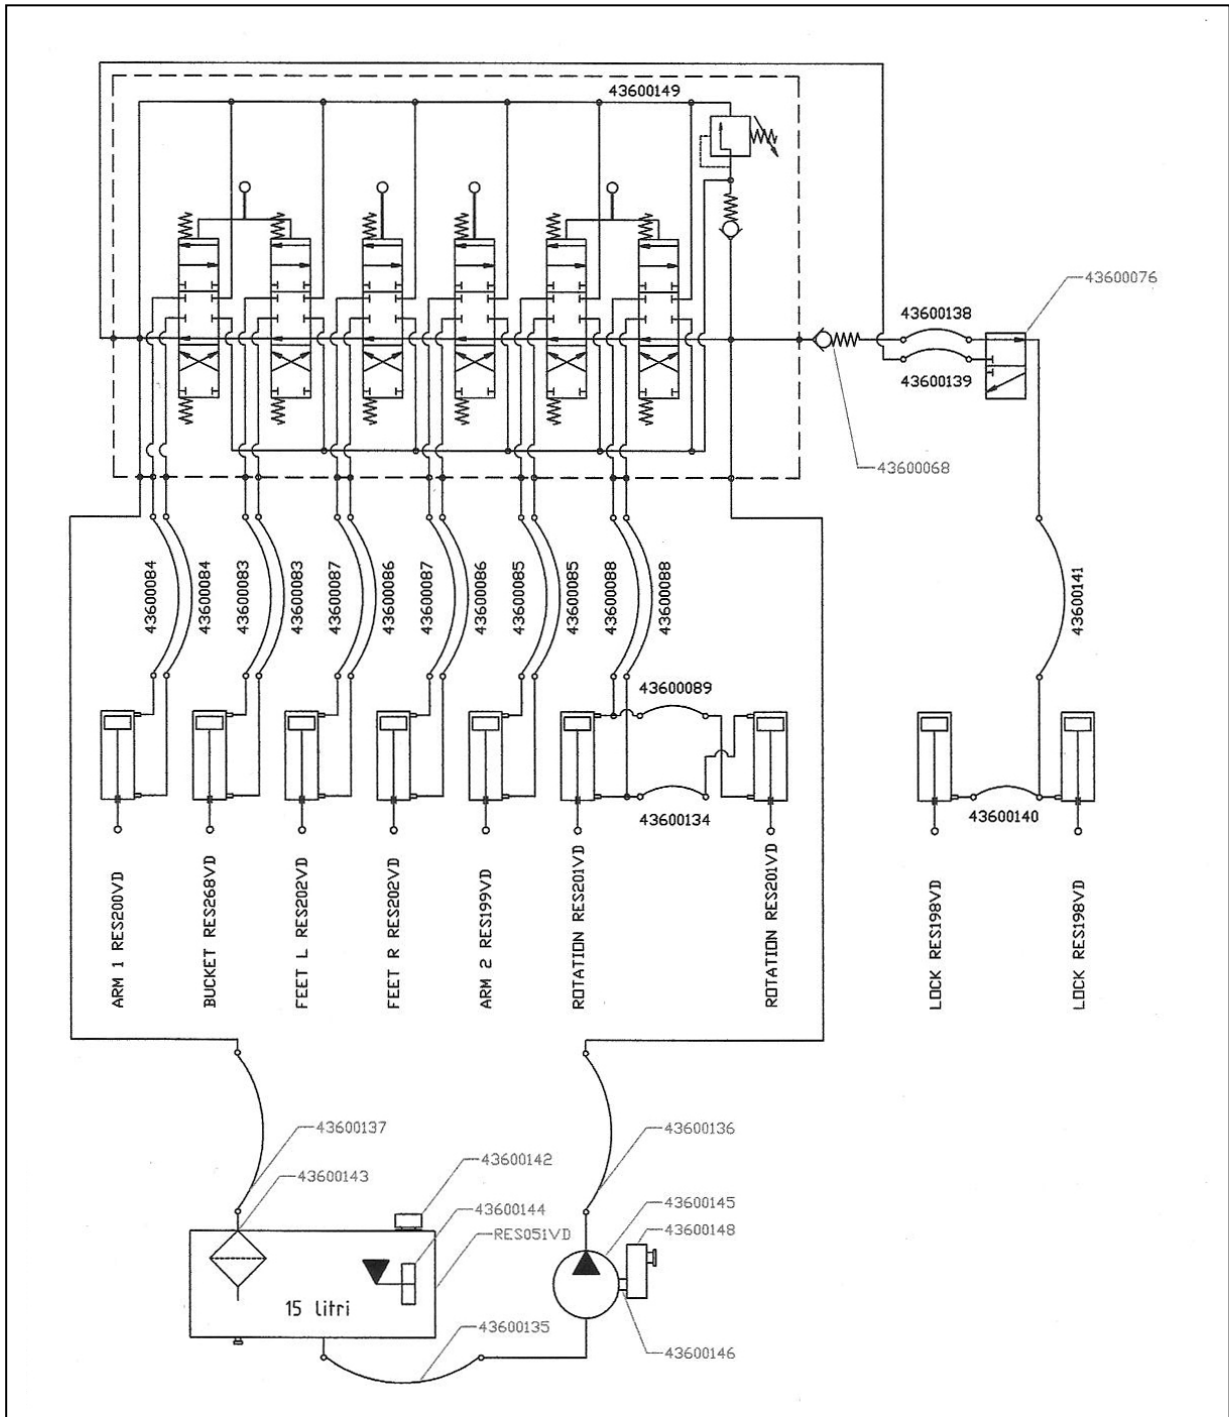 43600149
43600076
43600138
43600139
43600068
43600084
43600084
43600083
43600083
43600087
43600086
43600087
43600086
43600085
43600085
43600088
43600088
43600141
43600089
43600134
43600140
ARM 1 RES200VD
BUCKET RES268VD
FEET L RES202VD
FEET R RES202VD
ARM 2 RES199VD
ROTATION RES201VD
ROTATION RES201VD
LOCK RES198VD
LOCK RES198VD
43600137
43600136
43600142
43600143
43600144
43600145
RES051VD
43600148
15 litri
43600135
43600146